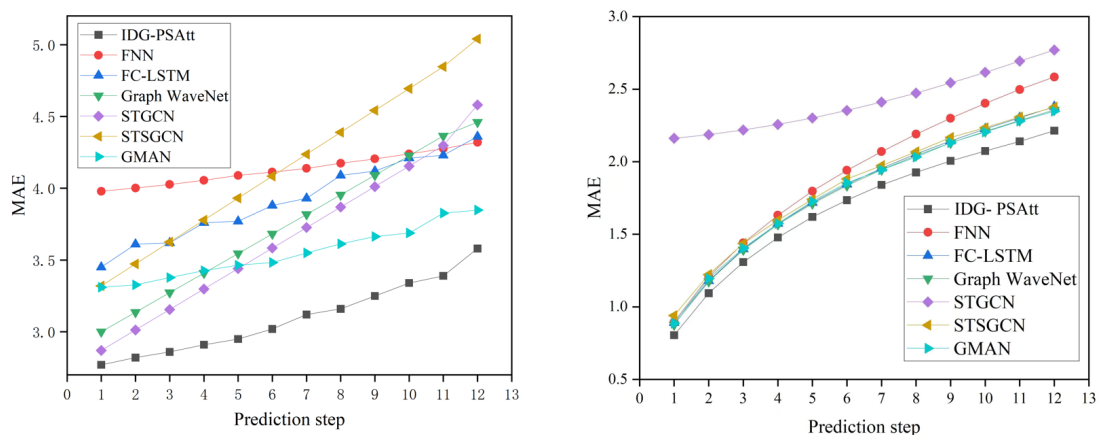 5.0
4.5
4.0
3.5
3.0
MAE
IDG-PSAtt
FNN
FC-LSTM
Graph WaveNet
STGCN
STSGCN
GMAN
0 1 2 3 4 5 6 7 8 9 10 11 12 13
Prediction step
3.0
2.5
2.0
1.5
1.0
0.5
MAE
IDG- PSAtt
FNN
FC-LSTM
Graph WaveNet
STGCN
STSGCN
GMAN
0 1 2 3 4 5 6 7 8 9 10 11 12 13
Prediction step